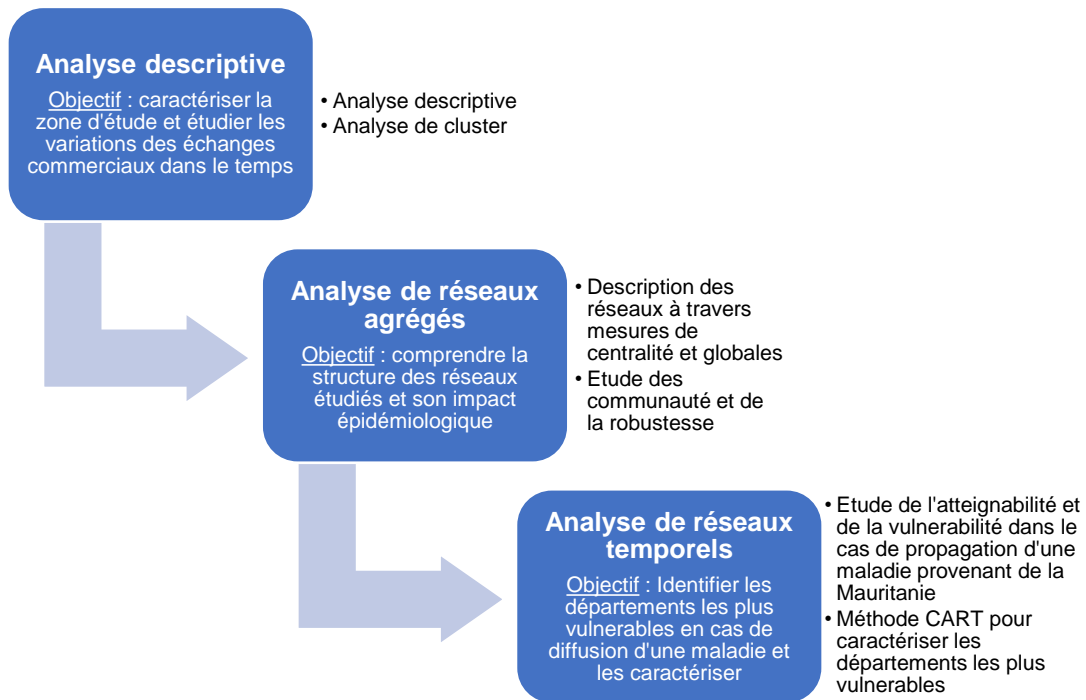 Analyse descriptive
Objectif : caractériser la
zone d'étude et étudier les
variations des échanges
commerciaux dans le temps
• Analyse descriptive
• Analyse de cluster
Analyse de réseaux
agrégés
Objectif : comprendre la
structure des réseaux
étudiés et son impact
épidémiologique
• Description des
réseaux à travers
mesures de
centralité et globales
• Etude des
communauté et de
la robustesse
Analyse de réseaux
temporels
Objectif : Identifier les
départements les plus
vulnerables en cas de
diffusion d'une maladie et
les caractériser
• Etude de l'atteignabilité et
de la vulnerabilité dans le
cas de propagation d'une
maladie provenant de la
Mauritanie
• Méthode CART pour
caractériser les
départements les plus
vulnerables